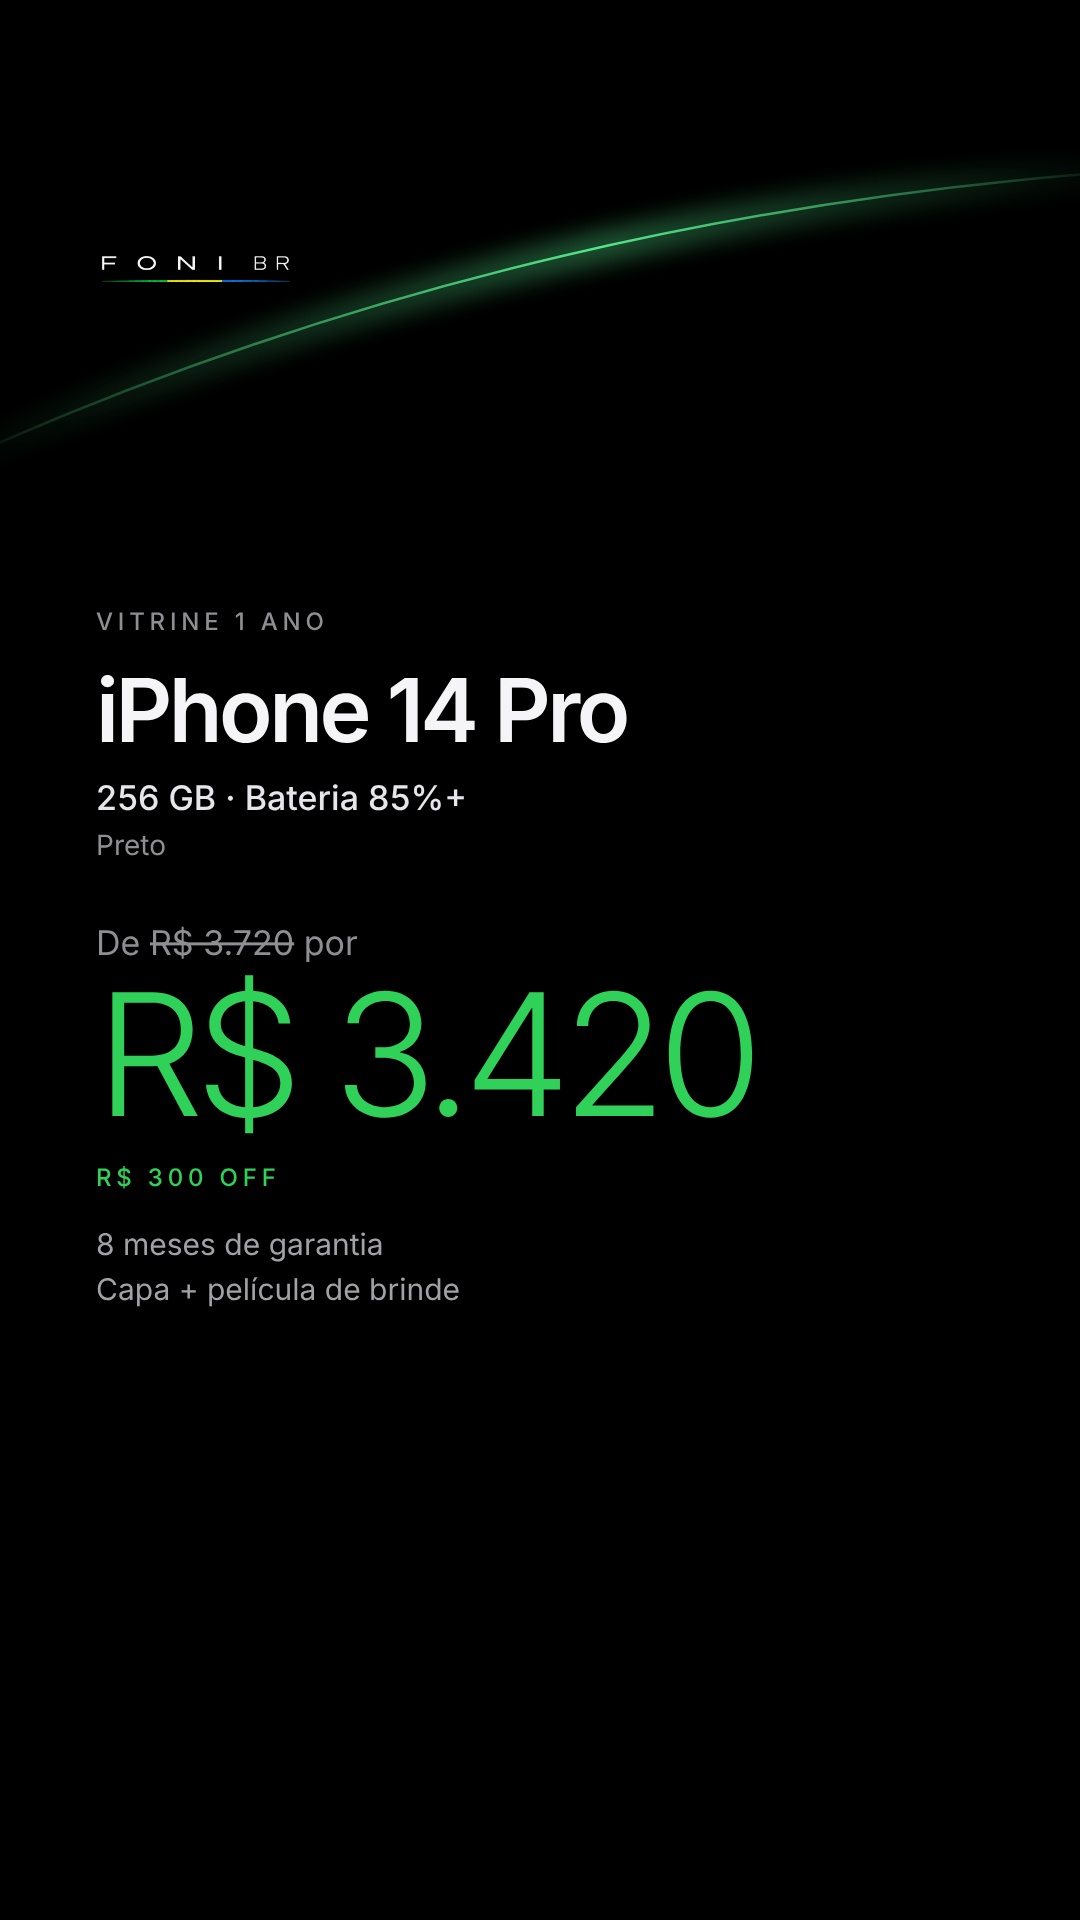 FONI BR
VITRINE 1 ANO
iPhone 14 Pro
256 GB · Bateria 85%+
Preto
De R$ 3.720 por
R$ 3.420
R$ 300 OFF
8 meses de garantia
Capa + película de brinde